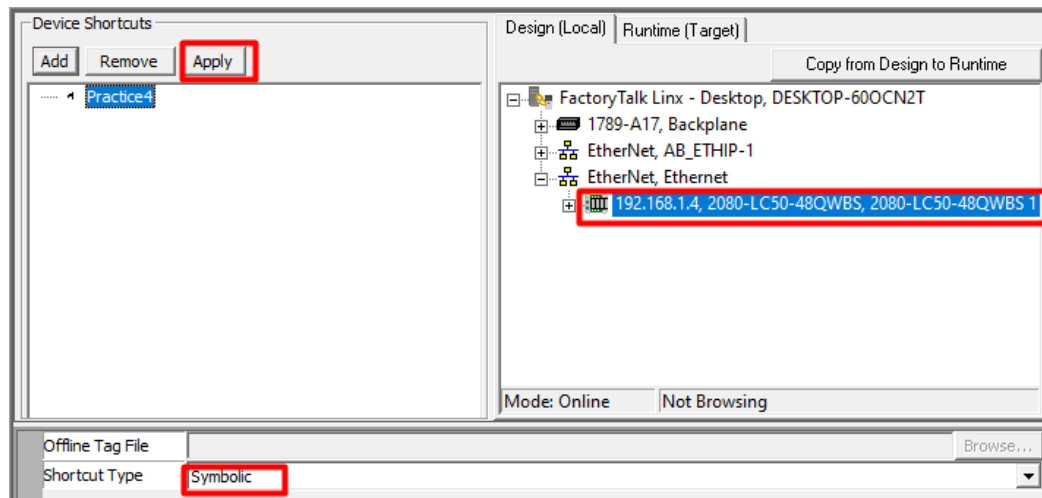 Device Shortcuts
Add Remove Apply
Practice4
Design (Local) Runtime (Target)
Copy from Design to Runtime
FactoryTalk Linx - Desktop, DESKTOP-60OCN2T
1789-A17, Backplane
EtherNet, AB_ETHIP-1
EtherNet, Ethernet
192.168.1.4, 2080-LC50-48QWBS, 2080-LC50-48QWBS 1
Mode: Online Not Browsing
Offline Tag File Browse...
Shortcut Type Symbolic